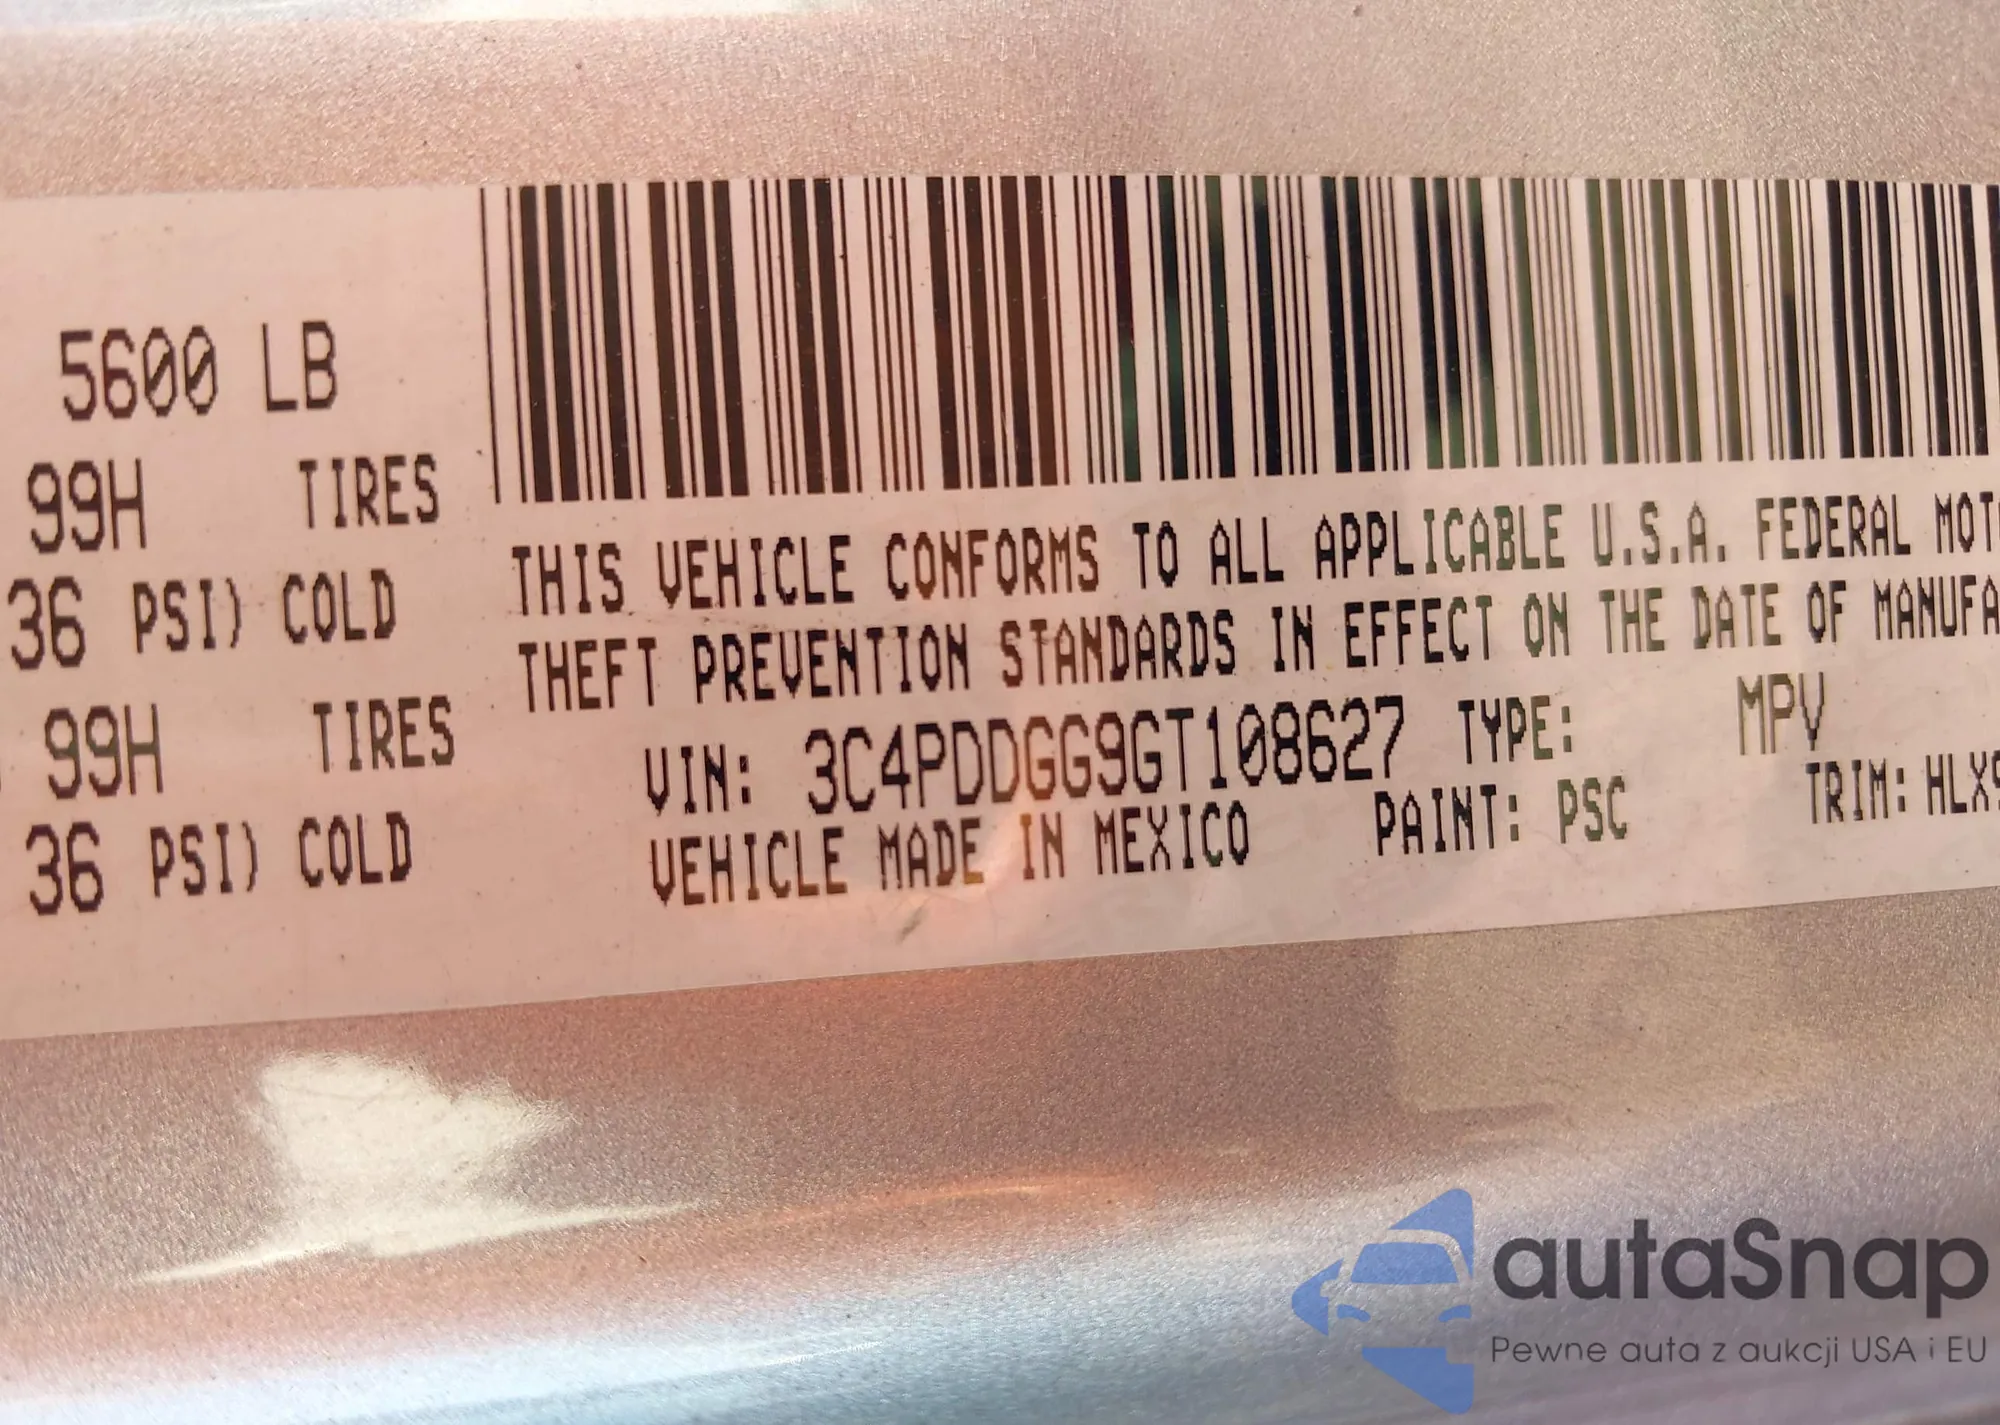 5600 LB
99H TIRES
36 PSI) COLD
99H TIRES
36 PSI) COLD
THIS VEHICLE CONFORMS TO ALL APPLICABLE U.S.A. FEDERAL MOT
THEFT PREVENTION STANDARDS IN EFFECT ON THE DATE OF MANUFA
VIN: 3C4PDDGG9GT108627 TYPE: MPV
VEHICLE MADE IN MEXICO PAINT: PSC TRIM: HLX9
autaSnap
Pewne auta z aukcji USA i EU